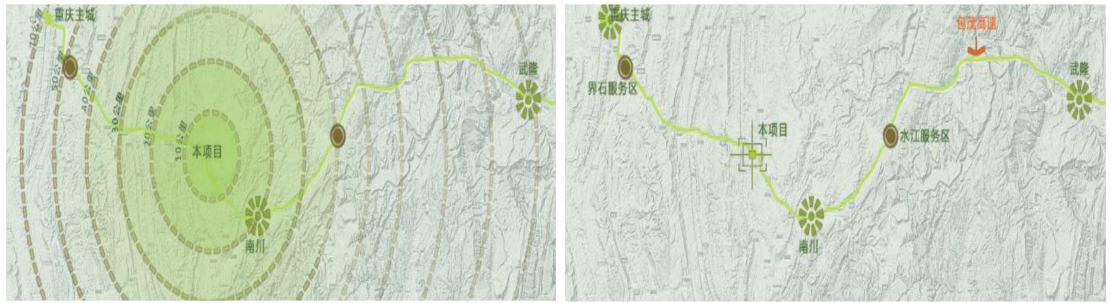 重庆主城
70公里
50公里
40公里
30公里
20公里
10公里
本项目
南川
武隆
重庆主城
界石服务区
本项目
南川
水江服务区
包茂高速
武隆